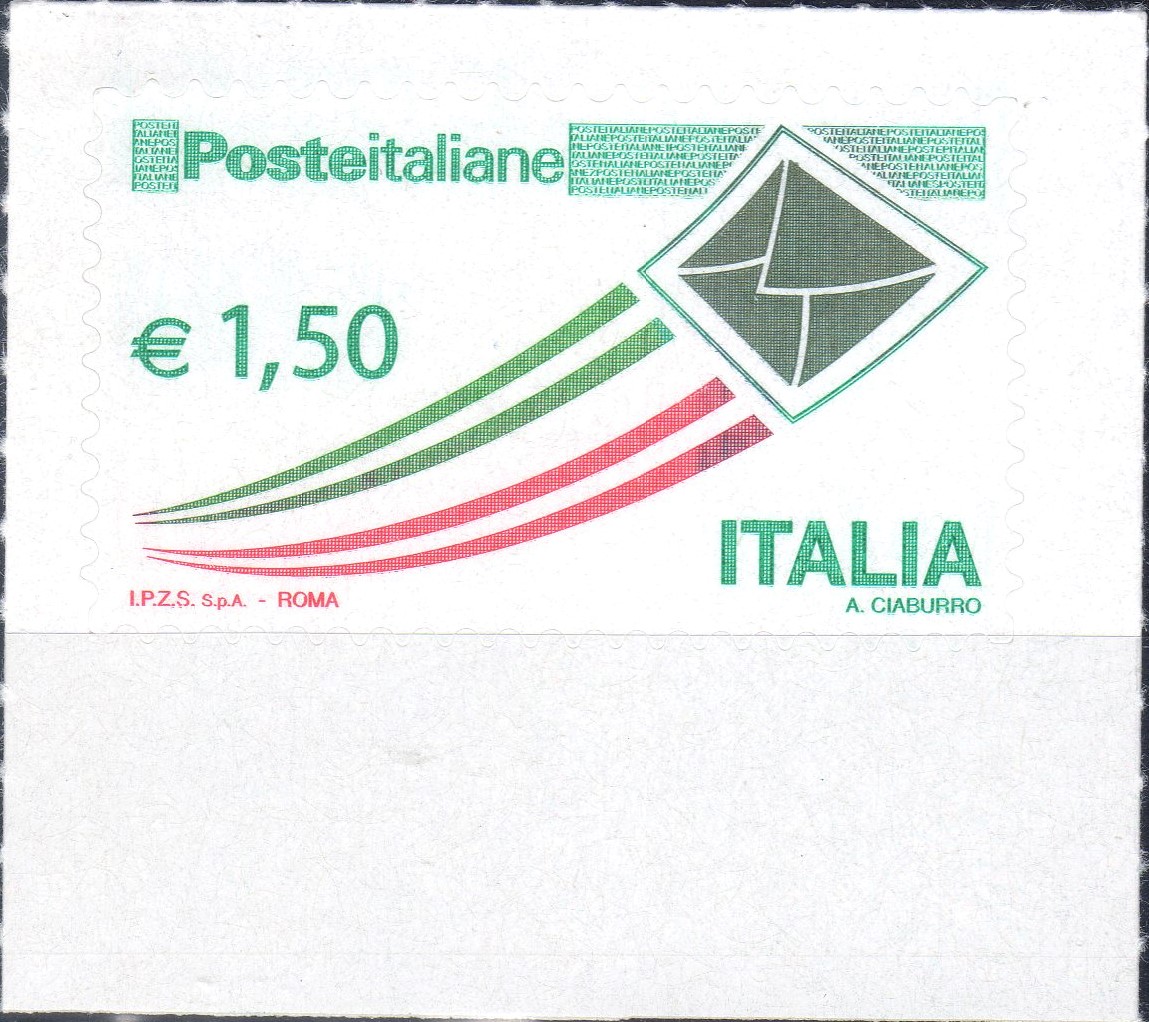 Posteitaliane
€ 1,50
ITALIA
I.P.Z.S. S.p.A. - ROMA
A. CIABURRO